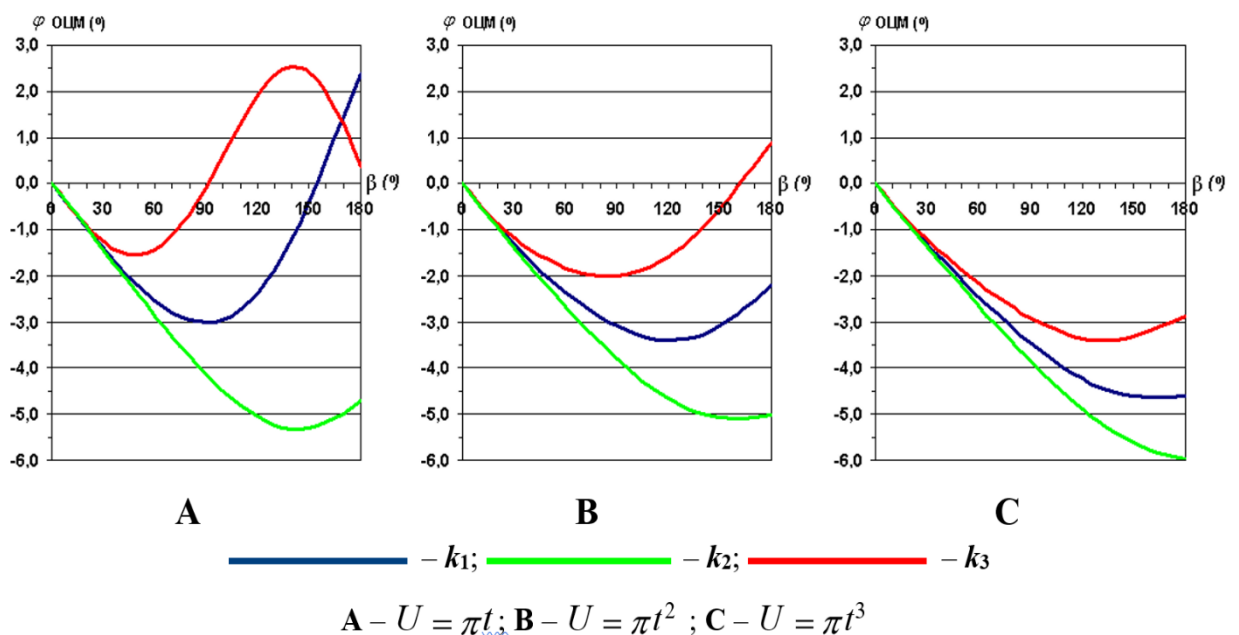 φ ОЦМ (º) φ ОЦМ (º) φ ОЦМ (º)
3,0 3,0 3,0
2,0 2,0 2,0
1,0 1,0 1,0
0,0 β (º) 0,0 β (º) 0,0 β (º)
0 30 60 90 120 150 180 0 30 60 90 120 150 180 0 30 60 90 120 150 180
-1,0 -1,0 -1,0
-2,0 -2,0 -2,0
-3,0 -3,0 -3,0
-4,0 -4,0 -4,0
-5,0 -5,0 -5,0
-6,0 -6,0 -6,0
A B C
– k₁; – k₂; – k₃
A – U = πt; B – U = πt² ; C – U = πt³